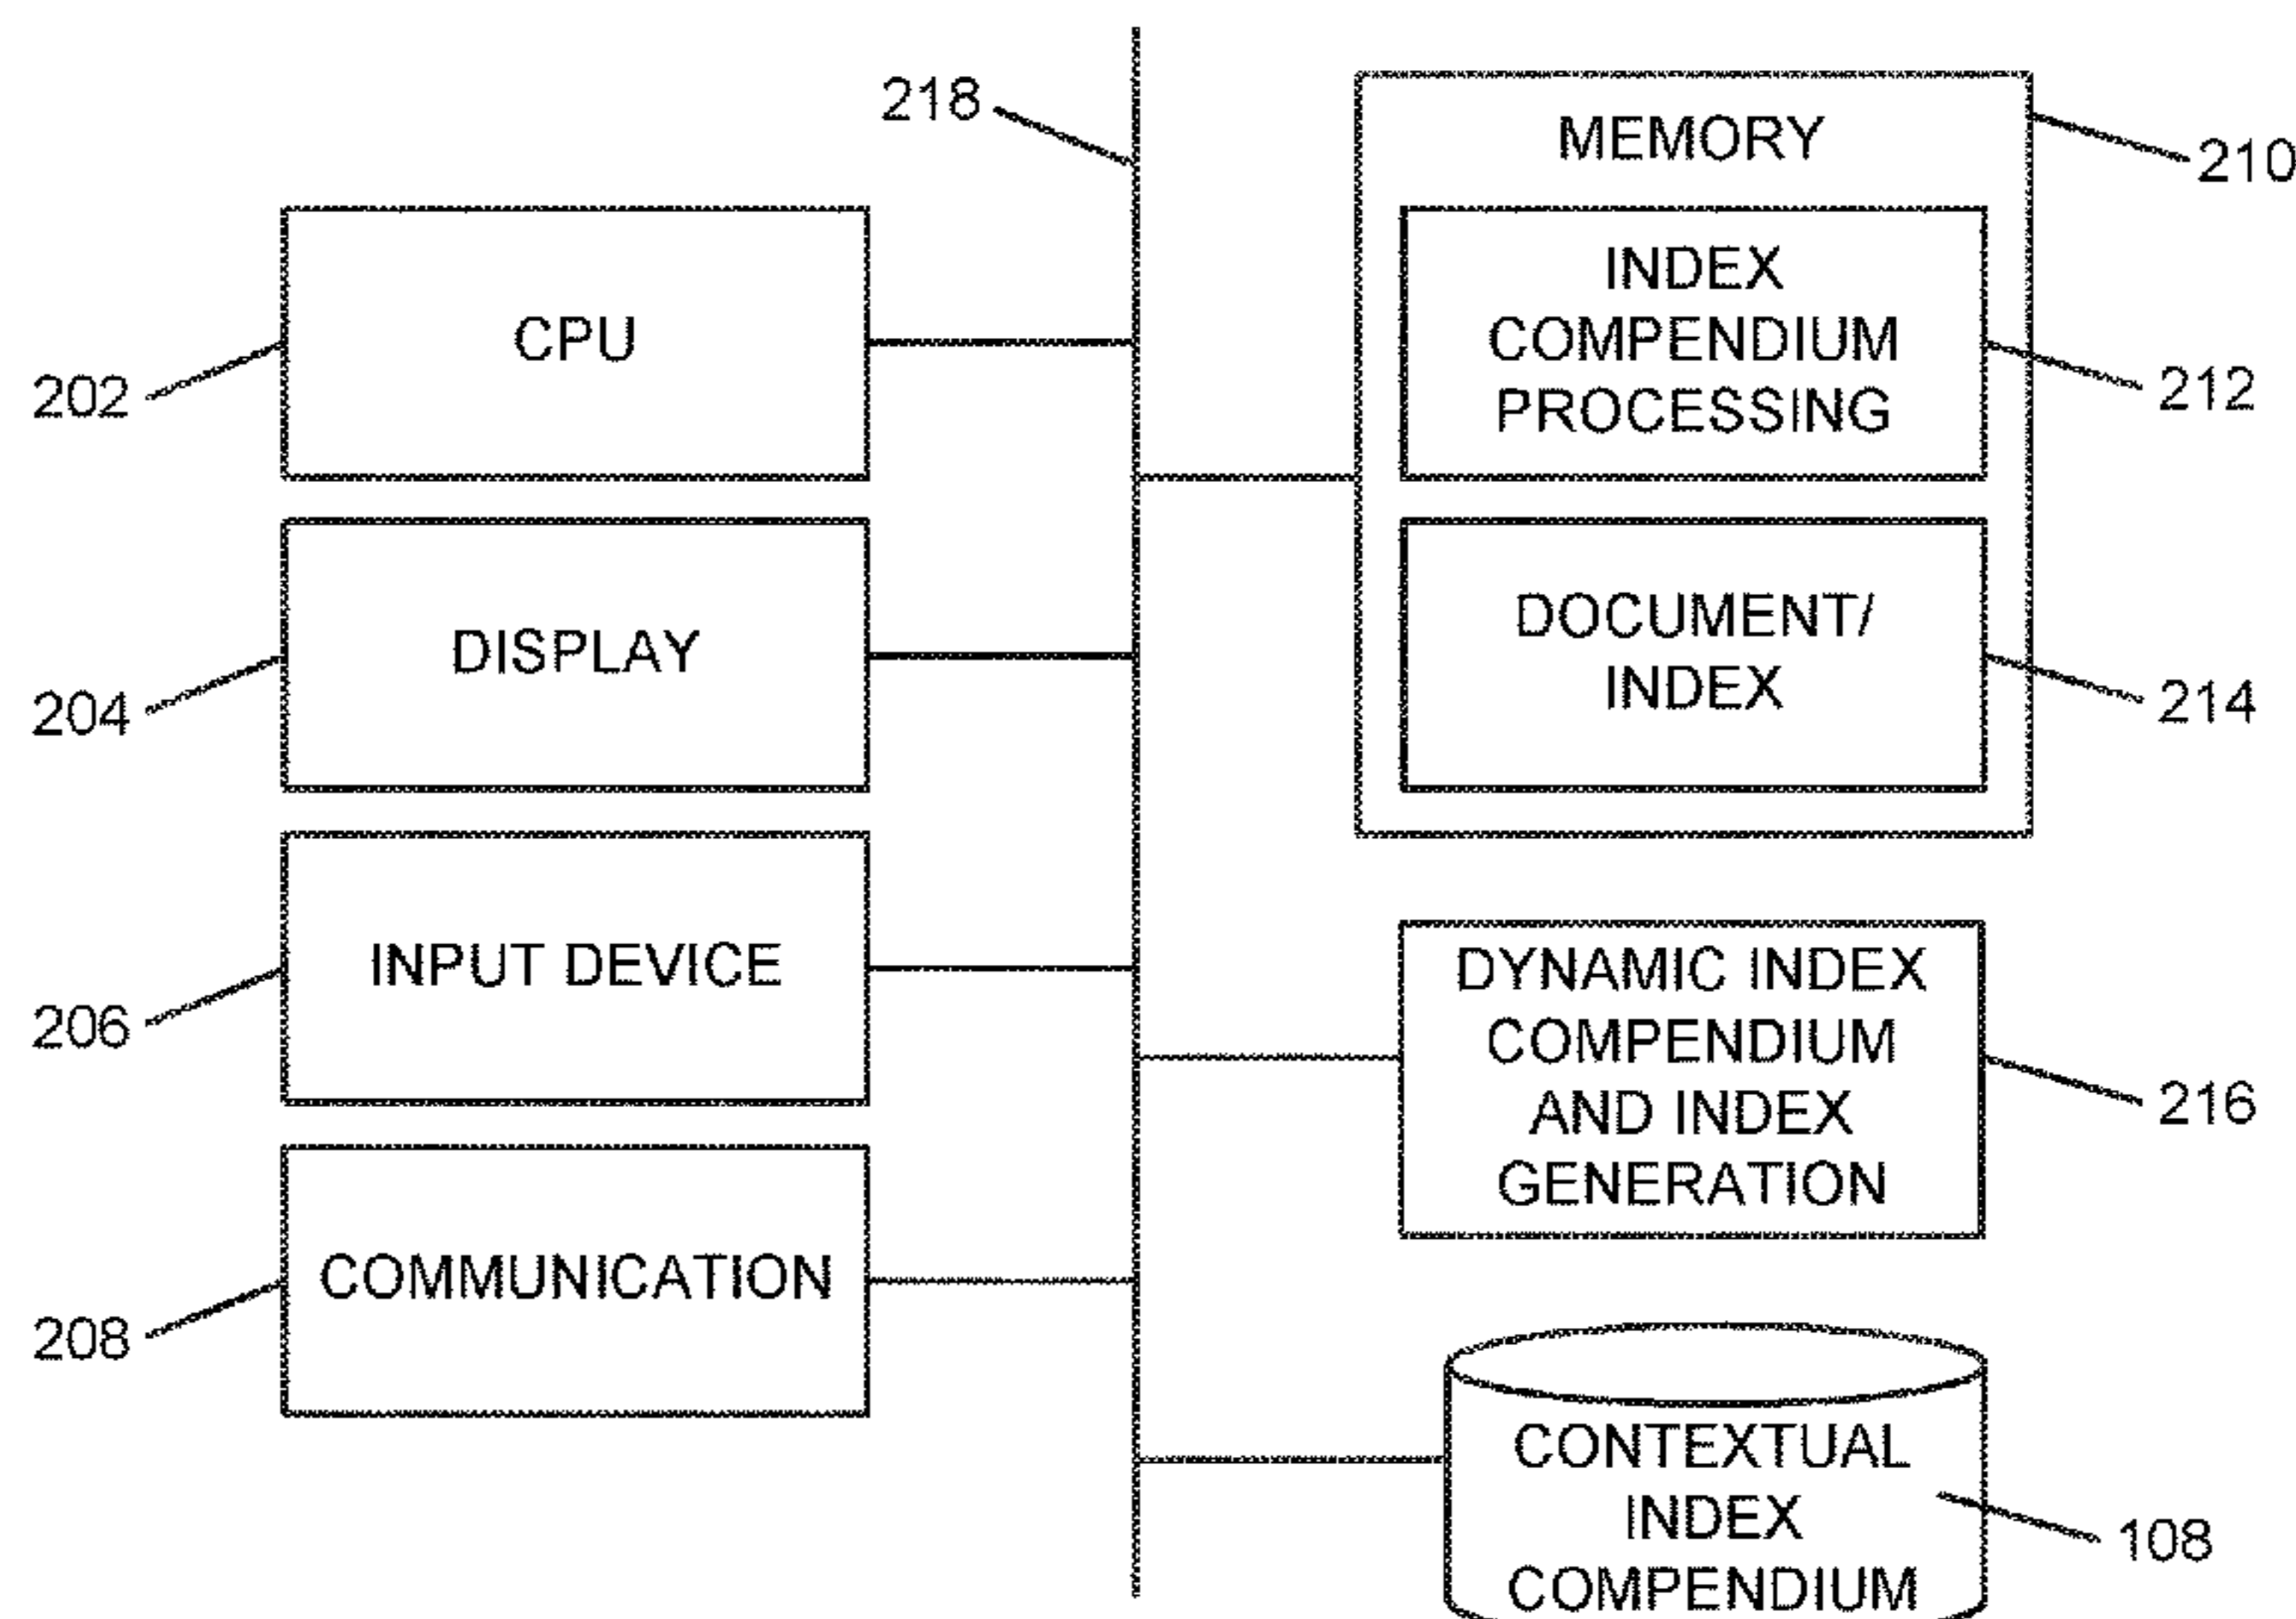 218
MEMORY
210
CPU
202
INDEX
COMPENDIUM
PROCESSING
212
DISPLAY
204
DOCUMENT/
INDEX
214
INPUT DEVICE
206
DYNAMIC INDEX
COMPENDIUM
AND INDEX
GENERATION
216
COMMUNICATION
208
CONTEXTUAL
INDEX
COMPENDIUM
108